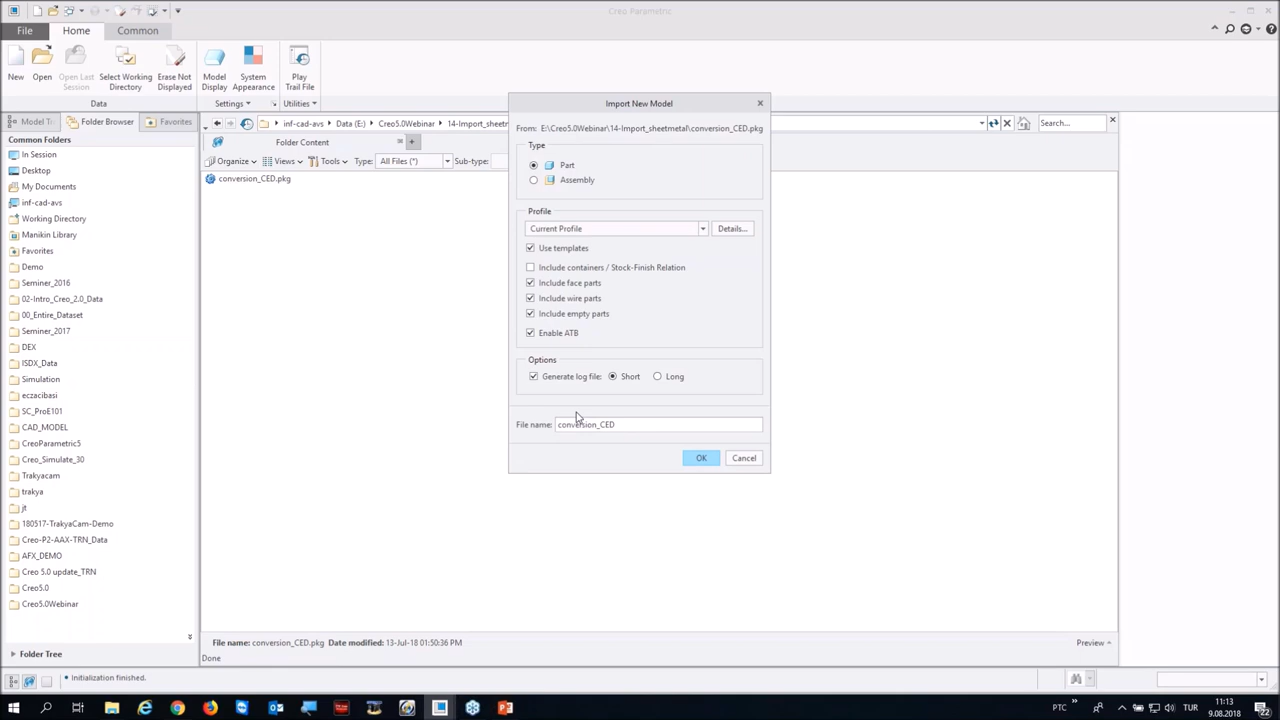 Creo Parametric
File
Home
Common
New
Open
Open Last
Session
Select Working
Directory
Erase Not
Displayed
Model
Display
System
Appearance
Play
Trail File
Data
Settings
Utilities
Model T
Folder Browser
Favorites
Common Folders
In Session
Desktop
My Documents
inf-cad-avs
Working Directory
Manikin Library
Favorites
Demo
Seminer_2016
02-Intro_Creo_2.0_Data
00_Entire_Dataset
Seminer_2017
DEX
ISDX_Data
Simulation
eczacibasi
SC_ProE101
CAD_MODEL
CreoParametric5
Creo_Simulate_30
Trakyacam
trakya
jt
180517-TrakyaCam-Demo
Creo-P2-AAX-TRN_Data
AFX_DEMO
Creo 5.0 update_TRN
Creo5.0
Creo5.0Webinar
Folder Tree
inf-cad-avs
Data (E:)
Creo5.0Webinar
14-Import_sheetm
Search...
Folder Content
Organize
Views
Tools
Type:
All Files (*)
Sub-type:
conversion_CED.pkg
Import New Model
From: E:\Creo5.0Webinar\14-Import_sheetmetal\conversion_CED.pkg
Type
Part
Assembly
Profile
Current Profile
Details...
Use templates
Include containers / Stock-Finish Relation
Include face parts
Include wire parts
Include empty parts
Enable ATB
Options
Generate log file:
Short
Long
File name:
conversion_CED
OK
Cancel
File name: conversion_CED.pkg Date modified: 13-Jul-18 01:50:36 PM
Preview
Done
Initialization finished.
PTC
TUR
11:13
9.08.2018
22